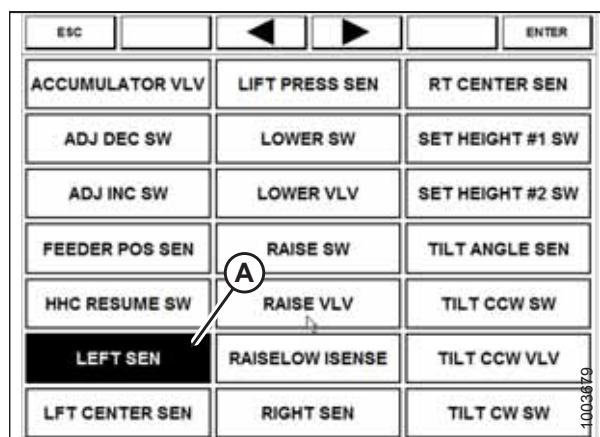 ESC ENTER
ACCUMULATOR VLV LIFT PRESS SEN RT CENTER SEN
ADJ DEC SW LOWER SW SET HEIGHT #1 SW
ADJ INC SW LOWER VLV SET HEIGHT #2 SW
FEEDER POS SEN RAISE SW TILT ANGLE SEN
A
HHC RESUME SW RAISE VLV TILT CCW SW
LEFT SEN RAISELOW ISENSE TILT CCW VLV
LFT CENTER SEN RIGHT SEN TILT CW SW
1003679